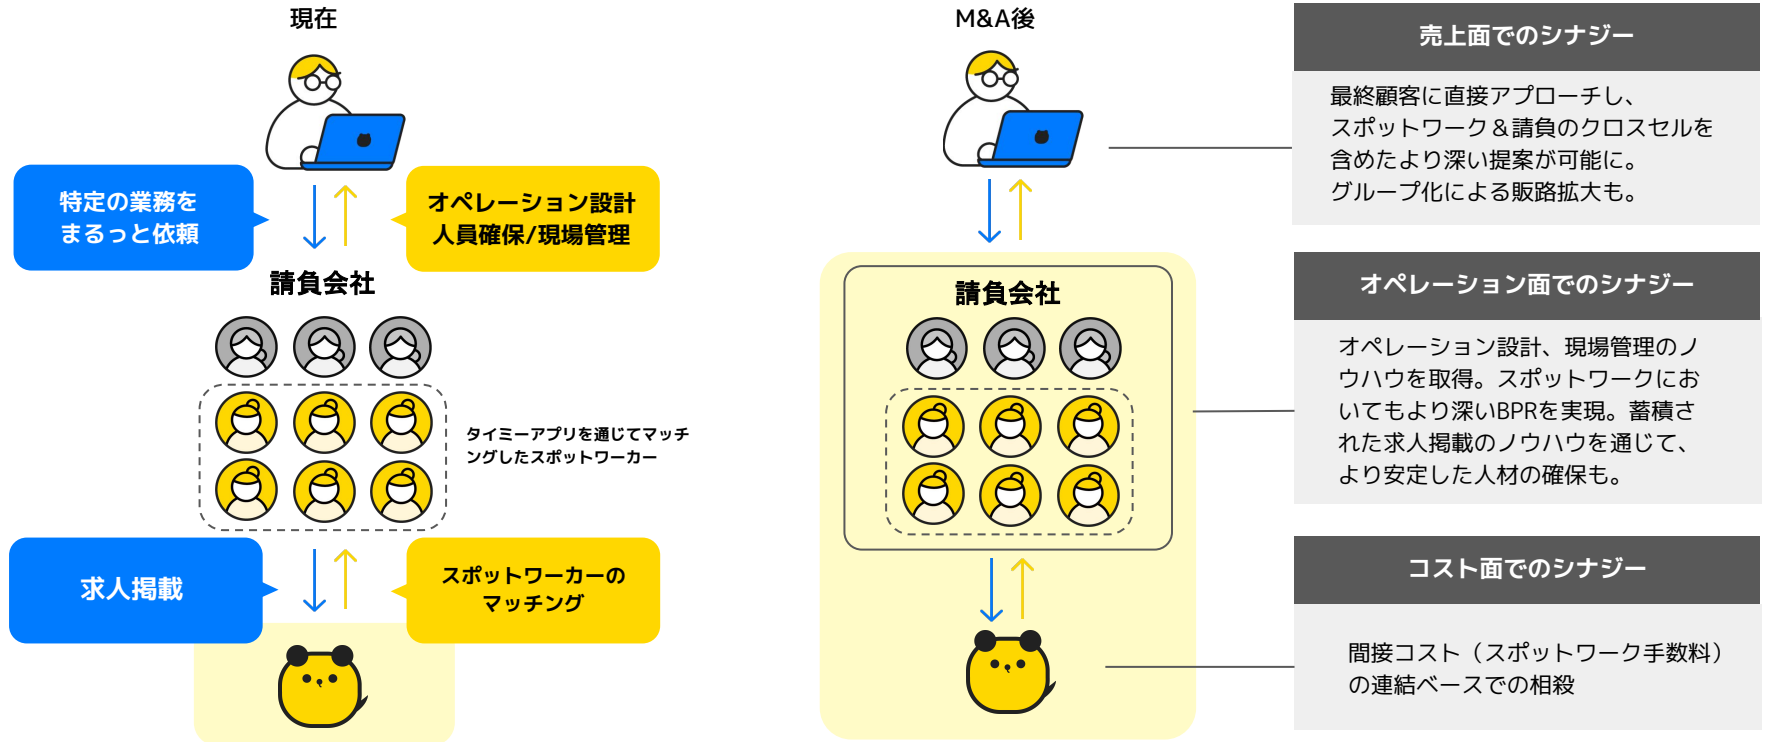 現在
特定の業務を
まるっと依頼
オペレーション設計
人員確保/現場管理
請負会社
タイミーアプリを通じてマッチ
ングしたスポットワーカー
求人掲載
スポットワーカーの
マッチング
M&A後
請負会社
売上面でのシナジー
最終顧客に直接アプローチし、
スポットワーク＆請負のクロスセルを
含めたより深い提案が可能に。
グループ化による販路拡大も。
オペレーション面でのシナジー
オペレーション設計、現場管理のノ
ウハウを取得。スポットワークにお
いてもより深いBPRを実現。蓄積さ
れた求人掲載のノウハウを通じて、
より安定した人材の確保も。
コスト面でのシナジー
間接コスト（スポットワーク手数料）
の連結ベースでの相殺